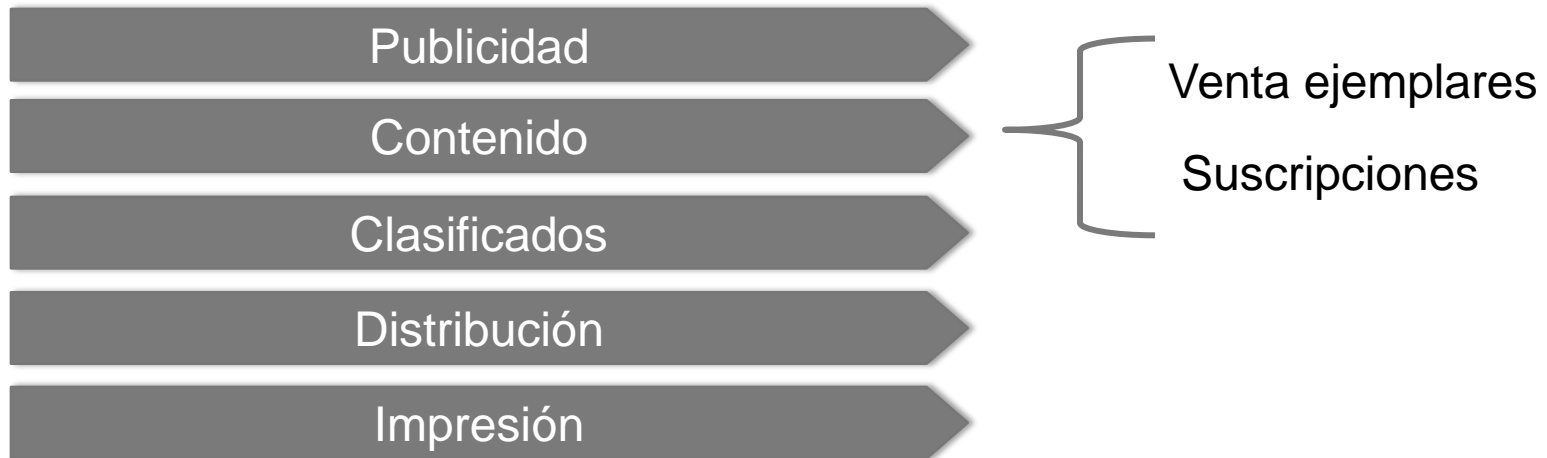 Publicidad
Contenido
Clasificados
Distribución
Impresión
Venta ejemplares
Suscripciones